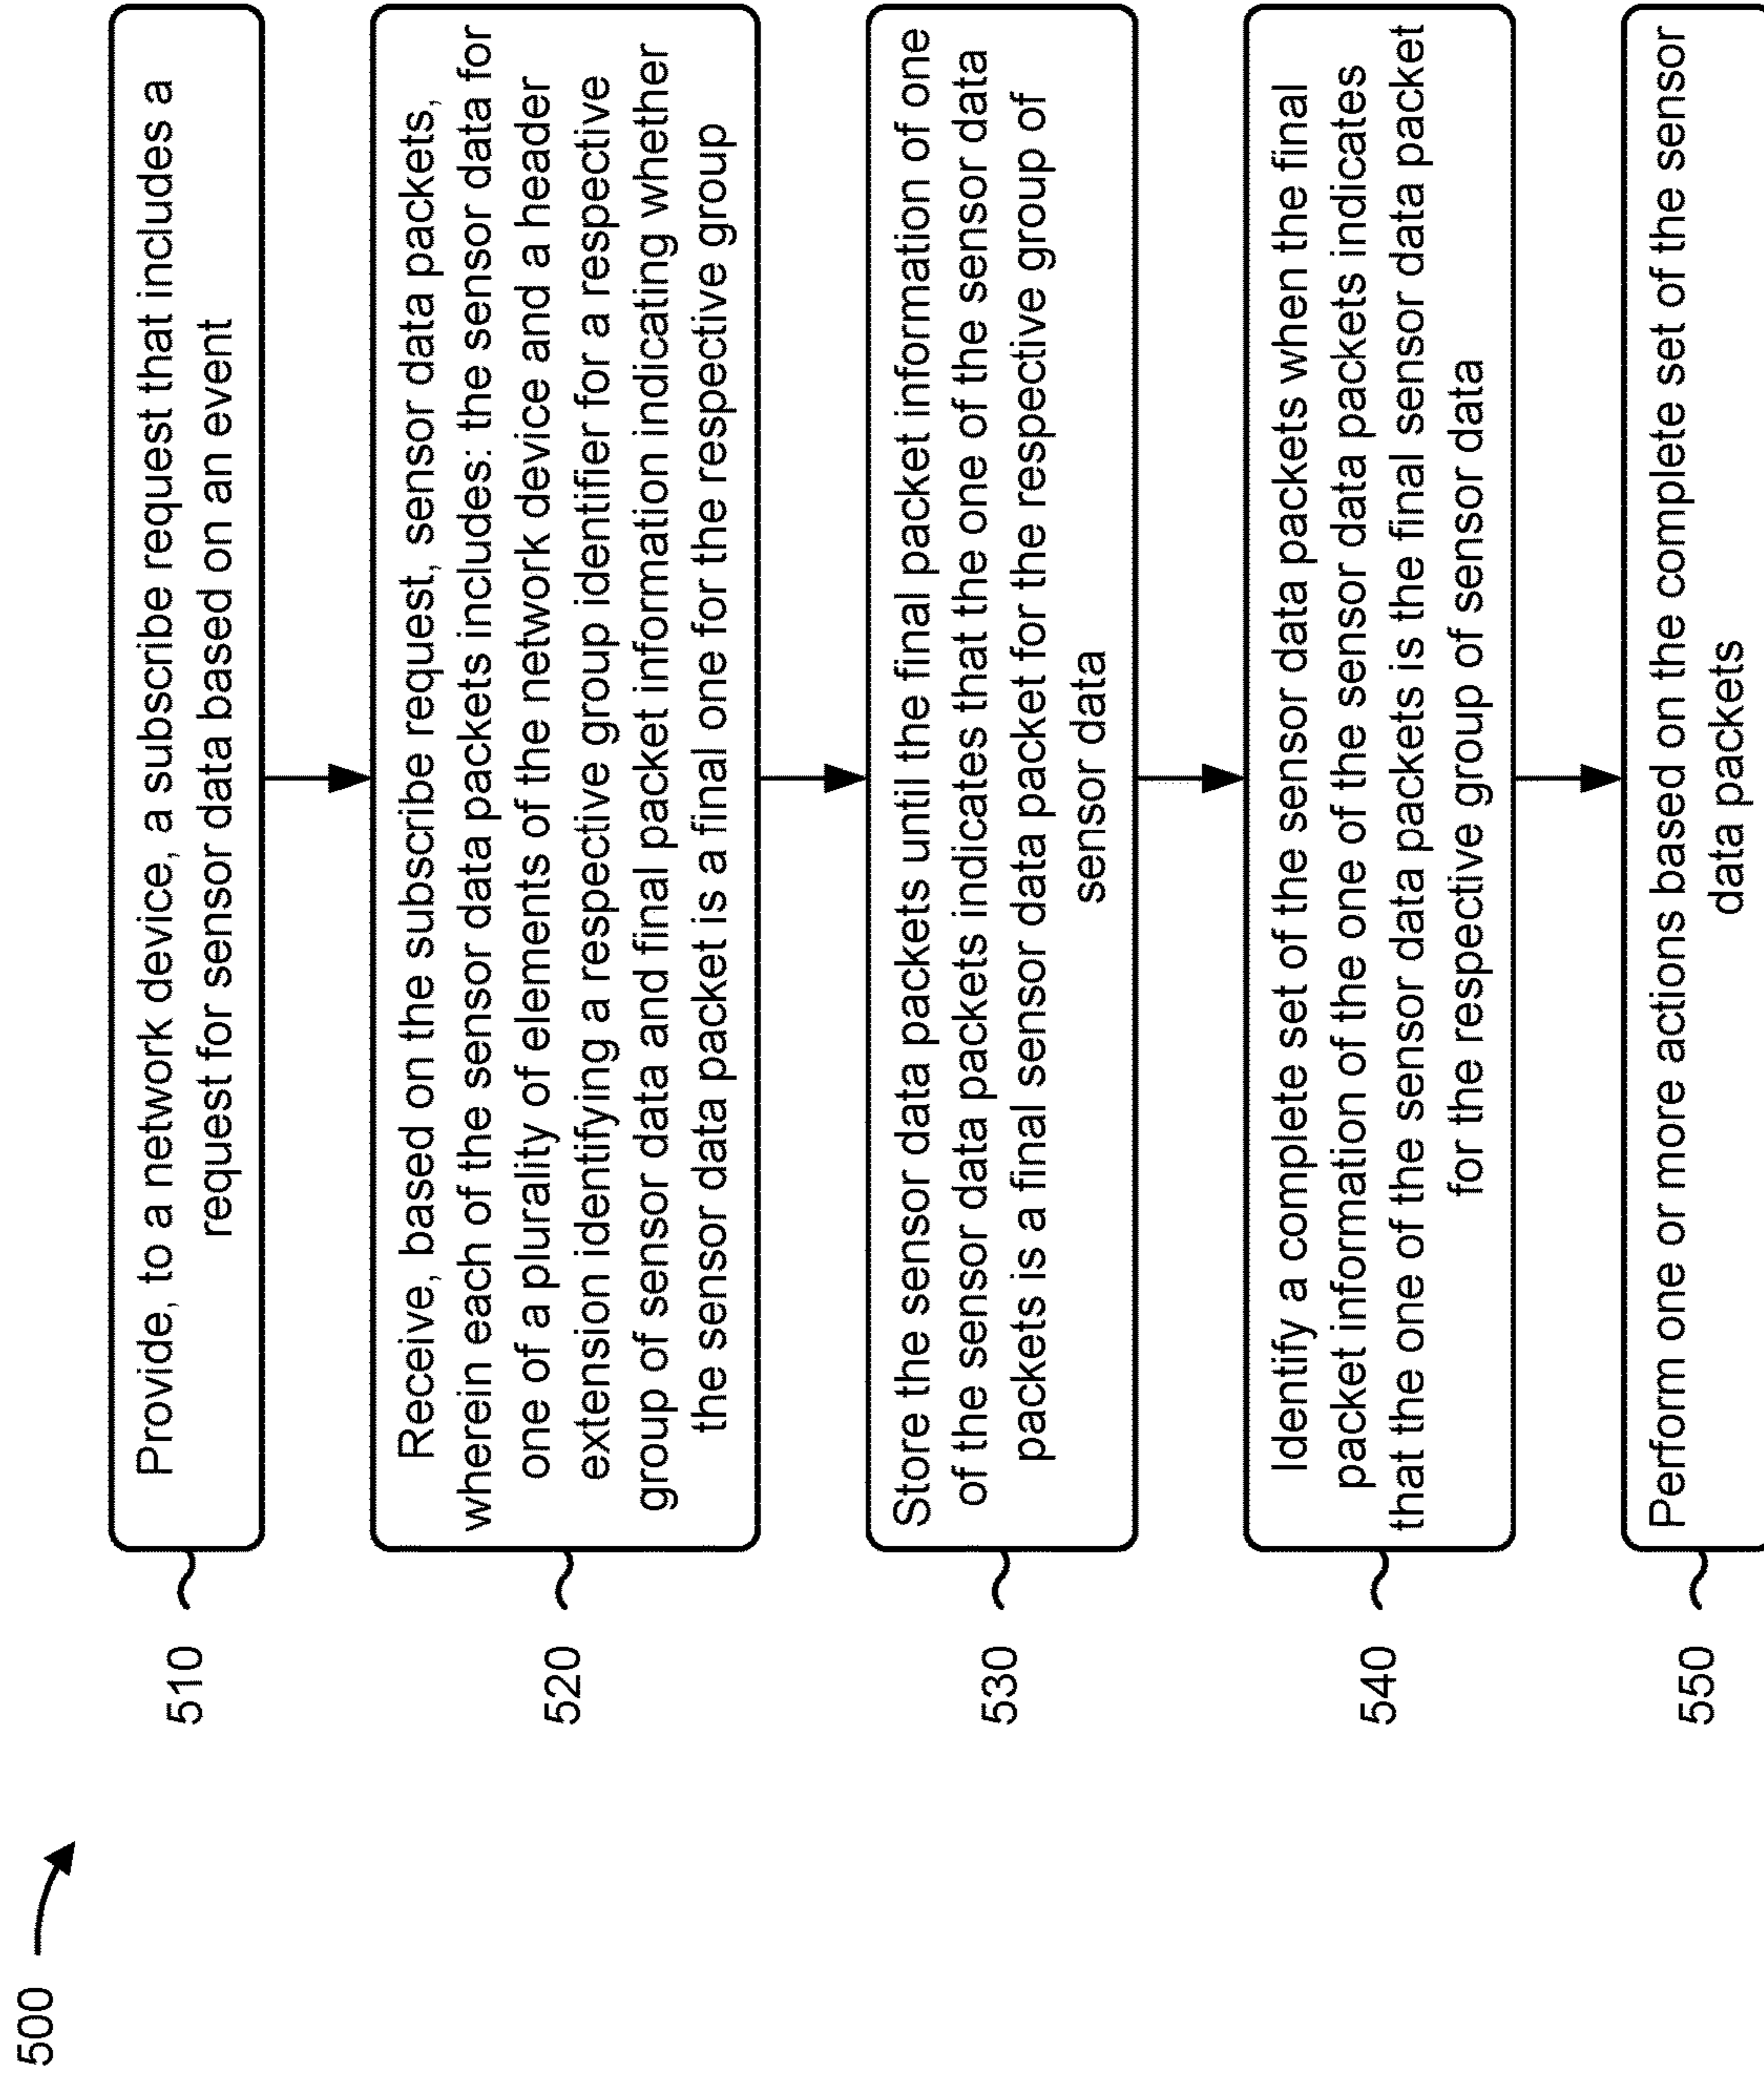 500
510
Provide, to a network device, a subscribe request that includes a
request for sensor data based on an event
520
Receive, based on the subscribe request, sensor data packets,
wherein each of the sensor data packets includes: the sensor data for
one of a plurality of elements of the network device and a header
extension identifying a respective group identifier for a respective
group of sensor data and final packet information indicating whether
the sensor data packet is a final one for the respective group
530
Store the sensor data packets until the final packet information of one
of the sensor data packets indicates that the one of the sensor data
packets is a final sensor data packet for the respective group of
sensor data
540
Identify a complete set of the sensor data packets when the final
packet information of the one of the sensor data packets indicates
that the one of the sensor data packets is the final sensor data packet
for the respective group of sensor data
550
Perform one or more actions based on the complete set of the sensor
data packets